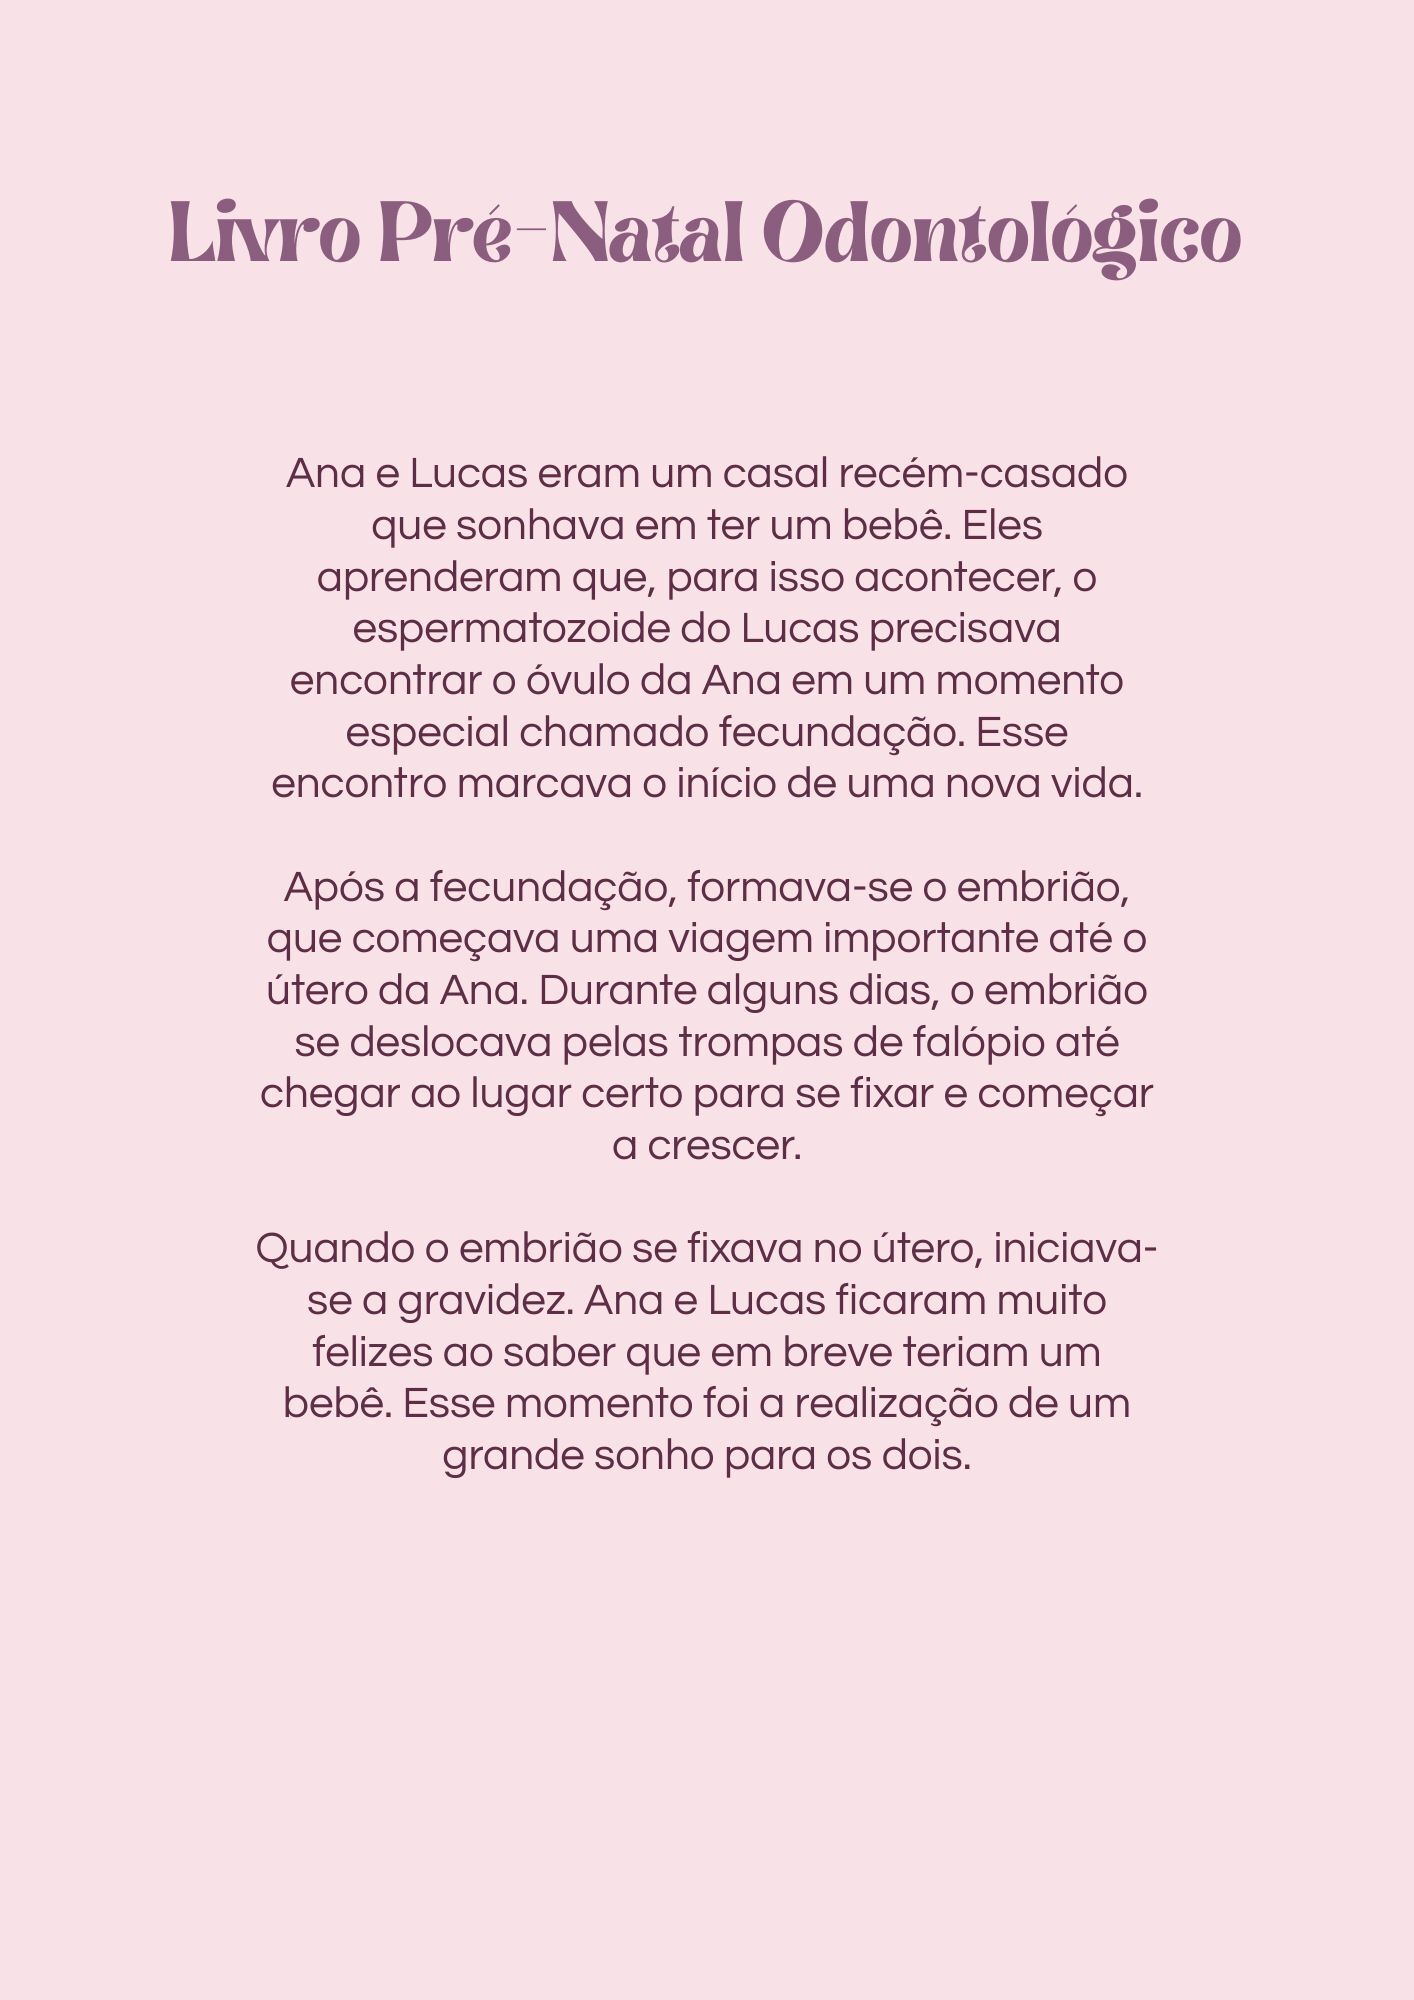 Livro Pré-Natal Odontológico
Ana e Lucas eram um casal recém-casado
que sonhava em ter um bebê. Eles
aprenderam que, para isso acontecer, o
espermatozoide do Lucas precisava
encontrar o óvulo da Ana em um momento
especial chamado fecundação. Esse
encontro marcava o início de uma nova vida.
Após a fecundação, formava-se o embrião,
que começava uma viagem importante até o
útero da Ana. Durante alguns dias, o embrião
se deslocava pelas trompas de falópio até
chegar ao lugar certo para se fixar e começar
a crescer.
Quando o embrião se fixava no útero, iniciava-
se a gravidez. Ana e Lucas ficaram muito
felizes ao saber que em breve teriam um
bebê. Esse momento foi a realização de um
grande sonho para os dois.